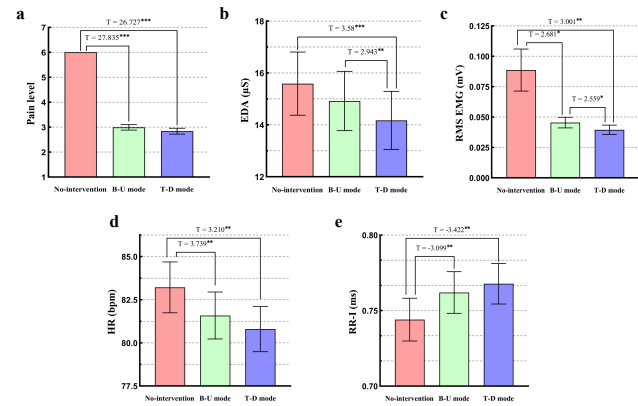 a
T = 26.727***
T = 27.835***
Pain level
7
6
5
4
3
2
1
No-intervention B-U mode T-D mode
b
T = 3.58***
T = 2.943**
EDA (μS)
18
16
14
12
No-intervention B-U mode T-D mode
c
T = 3.001**
T = 2.681*
T = 2.559*
RMS EMG (mV)
0.125
0.100
0.075
0.050
0.025
0.000
No-intervention B-U mode T-D mode
d
T = 3.210**
T = 3.739**
HR (bpm)
85.0
82.5
80.0
77.5
No-intervention B-U mode T-D mode
e
T = -3.422**
T = -3.099**
RR-I (ms)
0.80
0.75
0.70
No-intervention B-U mode T-D mode